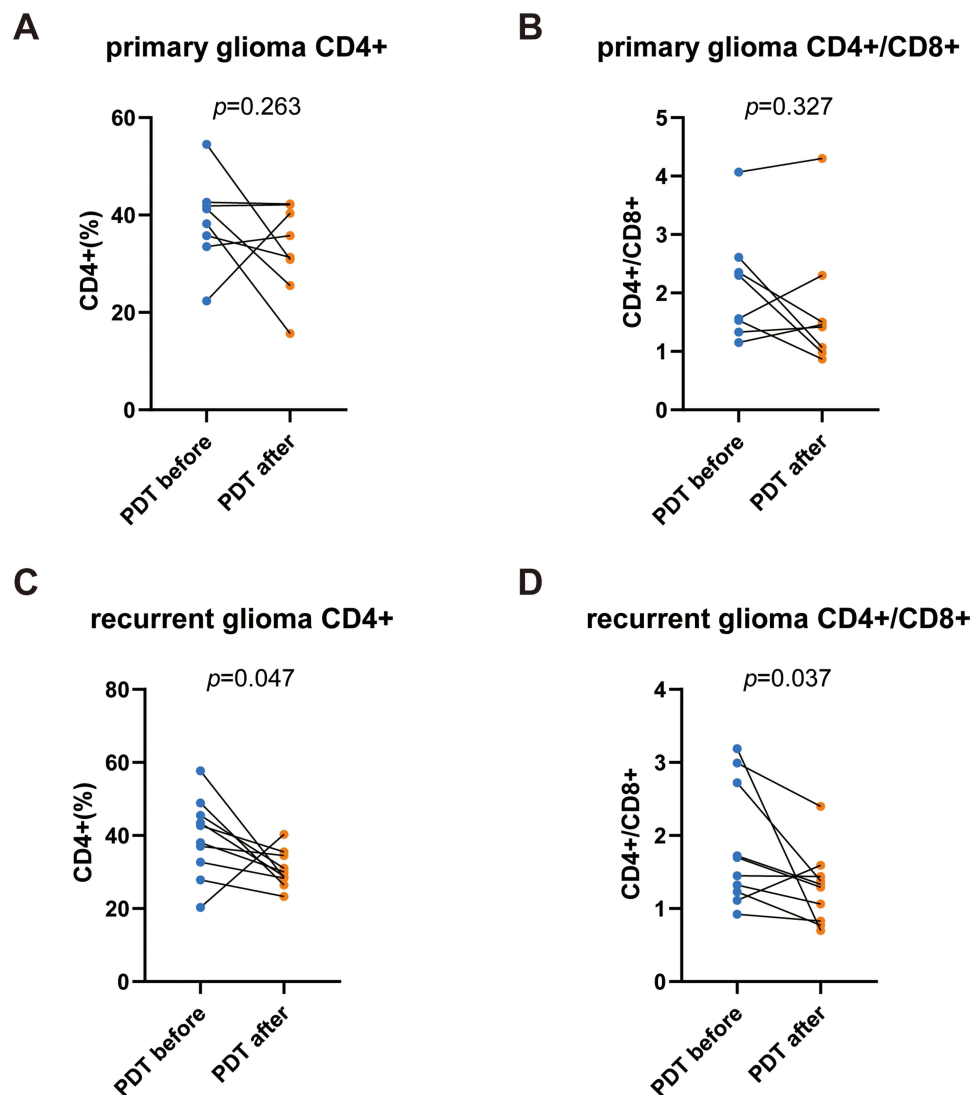 A
primary glioma CD4+
p=0.263
60
40
20
0
CD4+(%)
PDT before
PDT after
B
primary glioma CD4+/CD8+
p=0.327
5
4
3
2
1
0
CD4+/CD8+
PDT before
PDT after
C
recurrent glioma CD4+
p=0.047
80
60
40
20
0
CD4+(%)
PDT before
PDT after
D
recurrent glioma CD4+/CD8+
p=0.037
4
3
2
1
0
CD4+/CD8+
PDT before
PDT after